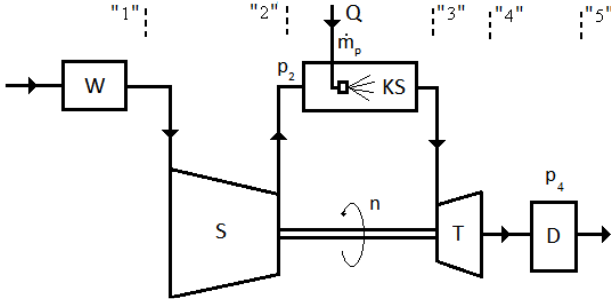 "1" "2" Q "3" "4" "5"
ṁₚ
p₂
W KS
p₄
n
S T D